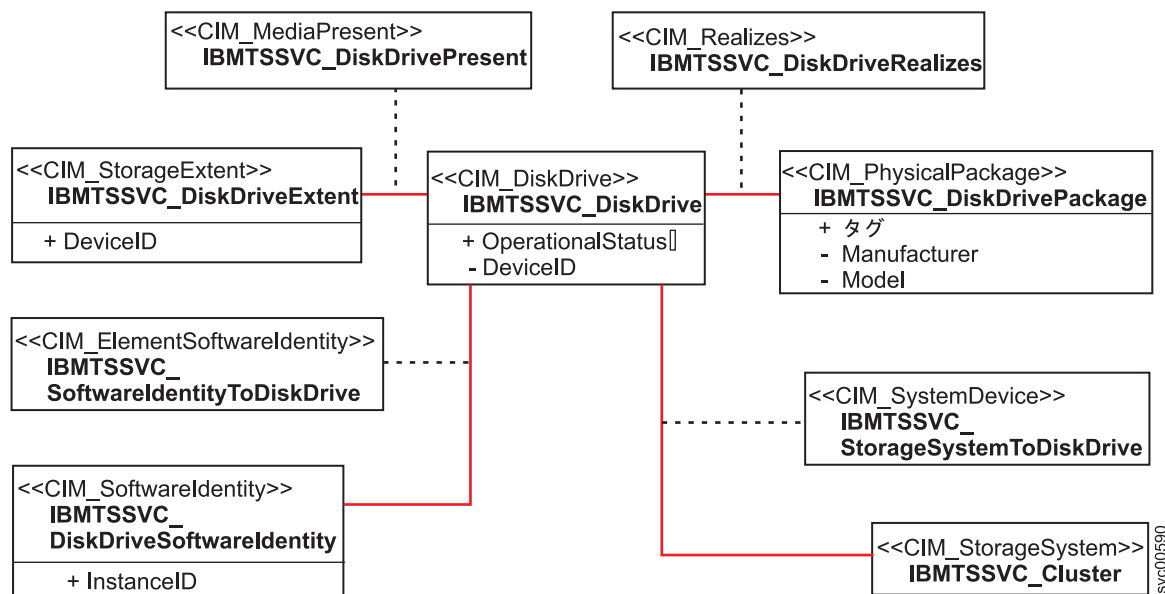 <<CIM_MediaPresent>>
IBMTSSVC_DiskDrivePresent
<<CIM_Realizes>>
IBMTSSVC_DiskDriveRealizes
<<CIM_StorageExtent>>
IBMTSSVC_DiskDriveExtent
+ DeviceID
<<CIM_DiskDrive>>
IBMTSSVC_DiskDrive
+ OperationalStatus▯
- DeviceID
<<CIM_PhysicalPackage>>
IBMTSSVC_DiskDrivePackage
+ タグ
- Manufacturer
- Model
<<CIM_ElementSoftwareIdentity>>
IBMTSSVC_
SoftwareIdentityToDiskDrive
<<CIM_SystemDevice>>
IBMTSSVC_
StorageSystemToDiskDrive
<<CIM_SoftwareIdentity>>
IBMTSSVC_
DiskDriveSoftwareIdentity
+ InstanceID
<<CIM_StorageSystem>>
IBMTSSVC_Cluster
svc00590